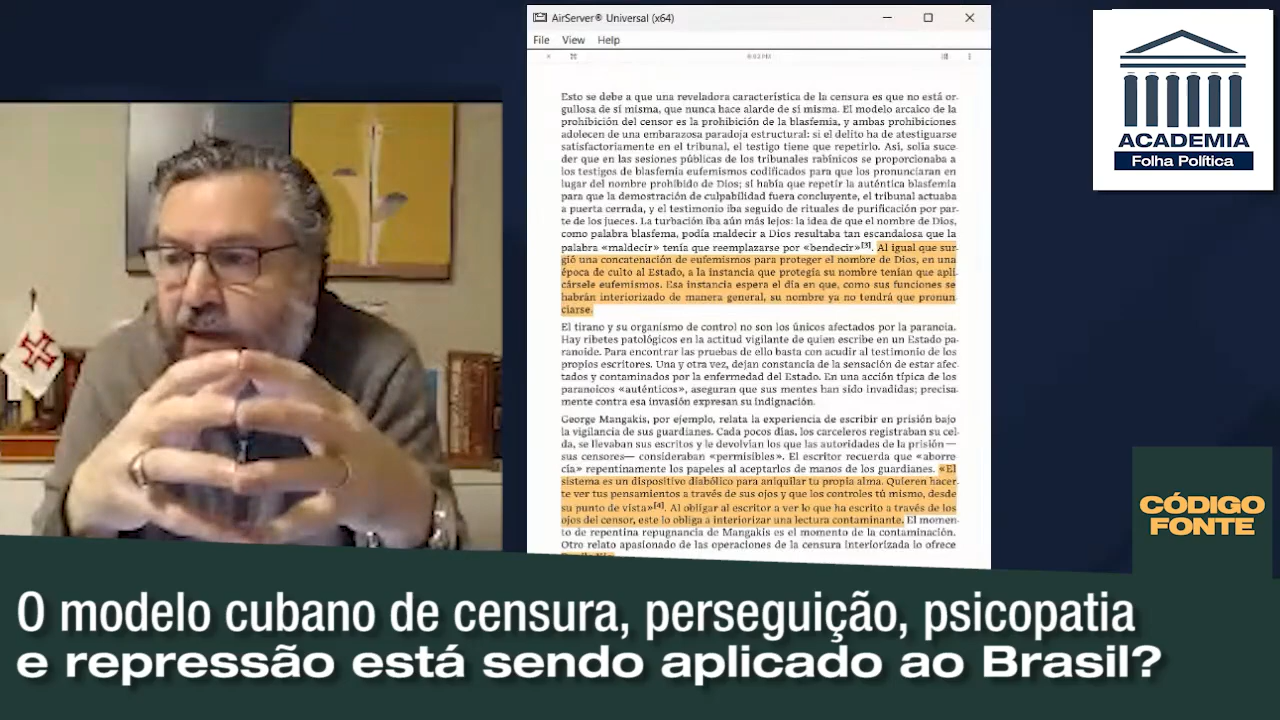 AirServer® Universal (x64)
File View Help
Esto se debe a que una reveladora característica de la censura es que no está or-
gullosa de sí misma, que nunca hace alarde de sí misma. El modelo arcaico de la
prohibición del censor es la prohibición de la blasfemia, y ambas prohibiciones
adolecen de una embarazosa paradoja estructural: si el delito ha de atestiguarse
satisfactoriamente en el tribunal, el testigo tiene que repetirlo. Así, solía suce-
der que en las sesiones públicas de los tribunales rabínicos se proporcionaba a
los testigos de blasfemia eufemismos codificados para que los pronunciaran en
lugar del nombre prohibido de Dios; si había que repetir la auténtica blasfemia
para que la demostración de culpabilidad fuera concluyente, el tribunal actuaba
a puerta cerrada, y el testimonio iba seguido de rituales de purificación por par-
te de los jueces. La turbación iba aún más lejos: la idea de que el nombre de Dios,
como palabra blasfema, podía maldecir a Dios resultaba tan escandalosa que la
palabra «maldecir» tenía que reemplazarse por «bendecir»[3]. Al igual que sur-
gió una concatenación de eufemismos para proteger el nombre de Dios, en una
época de culto al Estado, a la instancia que protegía su nombre tenían que apli-
cársele eufemismos. Esa instancia espera el día en que, como sus funciones se
habrán interiorizado de manera general, su nombre ya no tendrá que pronun
ciarse.
El tirano y su organismo de control no son los únicos afectados por la paranoia.
Hay ribetes patológicos en la actitud vigilante de quien escribe en un Estado pa-
ranoide. Para encontrar las pruebas de ello basta con acudir al testimonio de los
propios escritores. Una y otra vez, dejan constancia de la sensación de estar afec-
tados y contaminados por la enfermedad del Estado. En una acción típica de los
paranoicos «auténticos», aseguran que sus mentes han sido invadidas; precisa-
mente contra esa invasión expresan su indignación.
George Mangakis, por ejemplo, relata la experiencia de escribir en prisión bajo
la vigilancia de sus guardianes. Cada pocos días, los carceleros registraban su cel-
da, se llevaban sus escritos y le devolvían los que las autoridades de la prisión —
sus censores— consideraban «permisibles». El escritor recuerda que «aborre-
cía» repentinamente los papeles al aceptarlos de manos de los guardianes. «El
sistema es un dispositivo diabólico para aniquilar tu propia alma. Quieren hacer-
te ver tus pensamientos a través de sus ojos y que los controles tú mismo, desde
su punto de vista»[4]. Al obligar al escritor a ver lo que ha escrito a través de los
ojos del censor, este lo obliga a interiorizar una lectura contaminante. El momen-
to de repentina repugnancia de Mangakis es el momento de la contaminación.
Otro relato apasionado de las operaciones de la censura interiorizada lo ofrece
ACADEMIA
Folha Política
CÓDIGO
FONTE
O modelo cubano de censura, perseguição, psicopatia
e repressão está sendo aplicado ao Brasil?